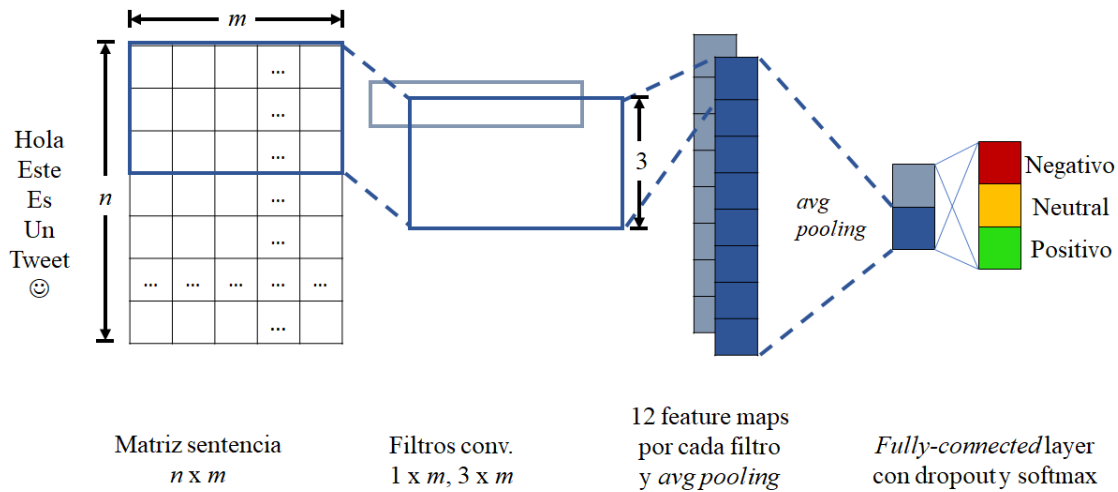 m
Hola
Este
Es
Un
Tweet
☺
n
...
...
...
...
...
... ... ... ... ...
...
3
avg
pooling
Negativo
Neutral
Positivo
Matriz sentencia
n x m
Filtros conv.
1 x m, 3 x m
12 feature maps
por cada filtro
y avg pooling
Fully-connected layer
con dropout y softmax